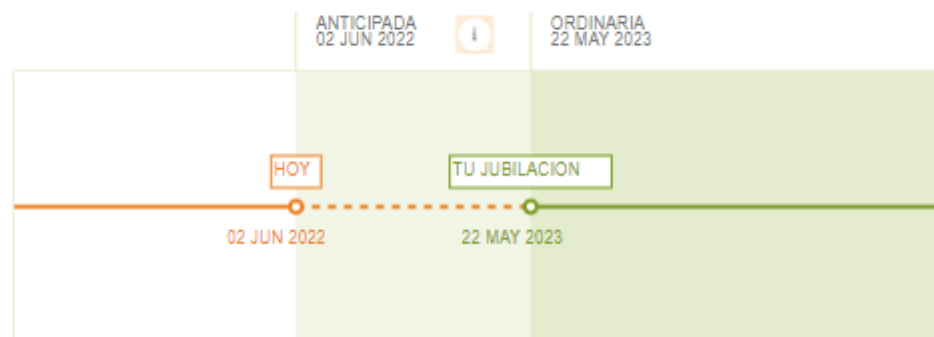 ANTICIPADA
02 JUN 2022
i
ORDINARIA
22 MAY 2023
HOY
TU JUBILACION
02 JUN 2022
22 MAY 2023